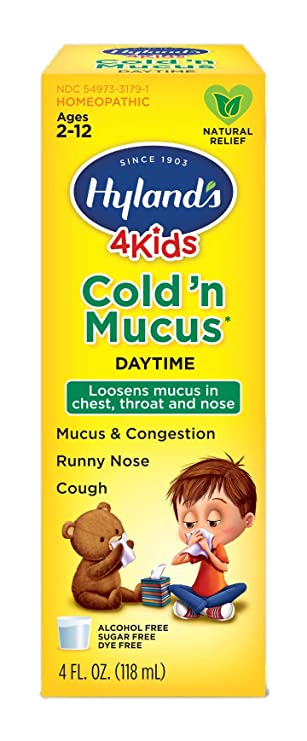 NDC 54973-3179-1
HOMEOPATHIC
Ages
2-12
NATURAL
RELIEF
SINCE 1903
Hyland's
4Kids
Cold 'n
Mucus*
DAYTIME
Loosens mucus in
chest, throat and nose
Mucus & Congestion
Runny Nose
Cough
ALCOHOL FREE
SUGAR FREE
DYE FREE
4 FL. OZ. (118 mL)